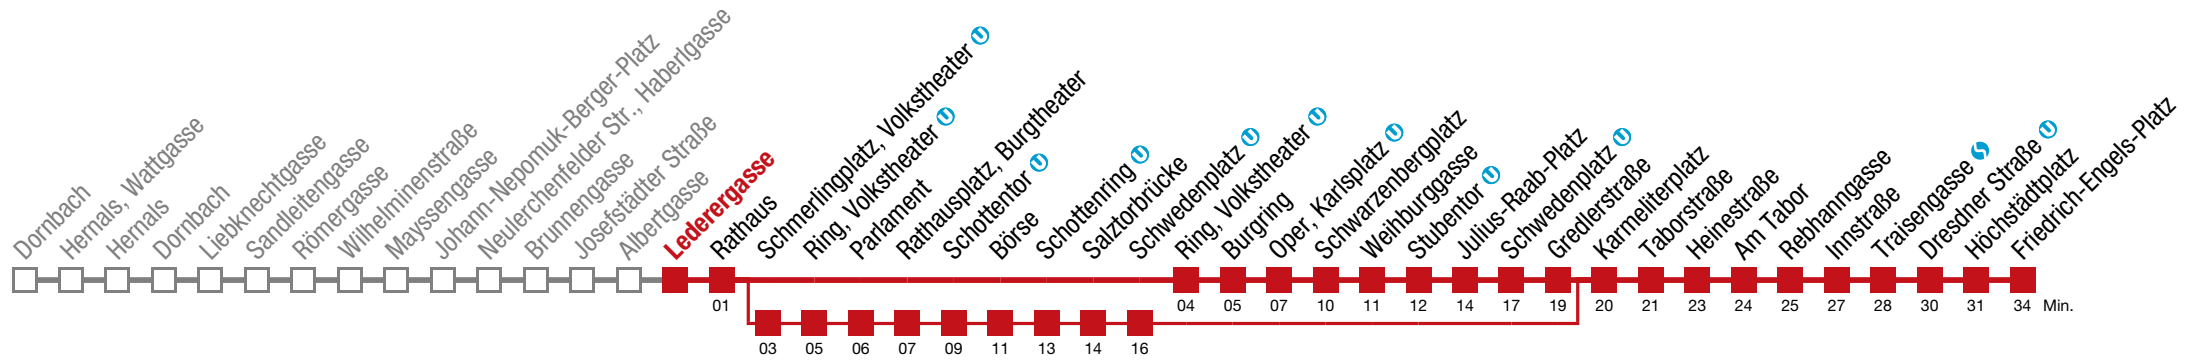 Dornbach
Hernals, Wattgasse
Hernals
Dornbach
Liebknechtgasse
Sandleitengasse
Römergasse
Wilhelminenstraße
Mayssengasse
Johann-Nepomuk-Berger-Platz
Neulerchenfelder Str., Haberlgasse
Brunnengasse
Josefstädter Straße
Albertgasse
Lederergasse
Rathaus
Schmerlingplatz, Volkstheater U
Ring, Volkstheater U
Parlament
Rathausplatz, Burgtheater
Schottentor U
Börse
Schottenring U
Salztorbrücke
Schwedenplatz U
Ring, Volkstheater U
Burgring
Oper, Karlsplatz U
Schwarzenbergplatz
Weihburggasse
Stubentor U
Julius-Raab-Platz
Schwedenplatz U
Gredlerstraße
Karmeliterplatz
Taborstraße
Heinestraße
Am Tabor
Rebhanngasse
Innstraße
Traisengasse S
Dresdner Straße U
Höchstädtplatz
Friedrich-Engels-Platz
01 04 05 07 10 11 12 14 17 19 20 21 23 24 25 27 28 30 31 34 Min.
03 05 06 07 09 11 13 14 16